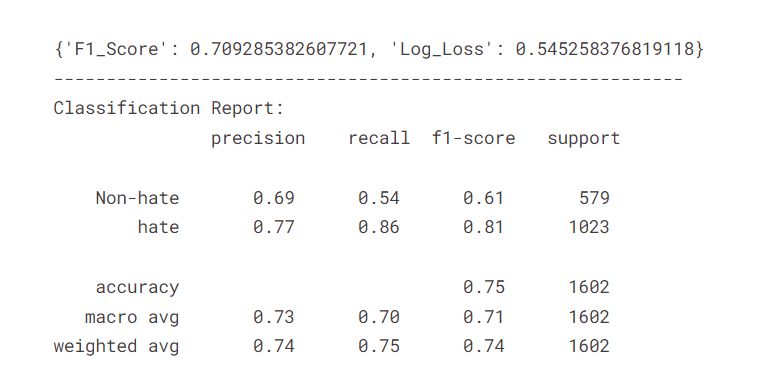 {'F1_Score': 0.709285382607721, 'Log_Loss': 0.545258376819118}
------------------------------------------------------------
Classification Report:
precision recall f1-score support
Non-hate 0.69 0.54 0.61 579
hate 0.77 0.86 0.81 1023
accuracy 0.75 1602
macro avg 0.73 0.70 0.71 1602
weighted avg 0.74 0.75 0.74 1602